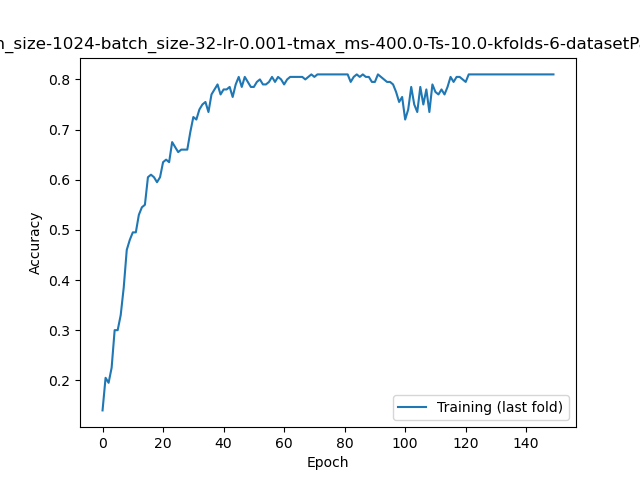 _size-1024-batch_size-32-lr-0.001-tmax_ms-400.0-Ts-10.0-kfolds-6-datasetP
0.8
0.7
0.6
0.5
0.4
0.3
0.2
Accuracy
Training (last fold)
0 20 40 60 80 100 120 140
Epoch